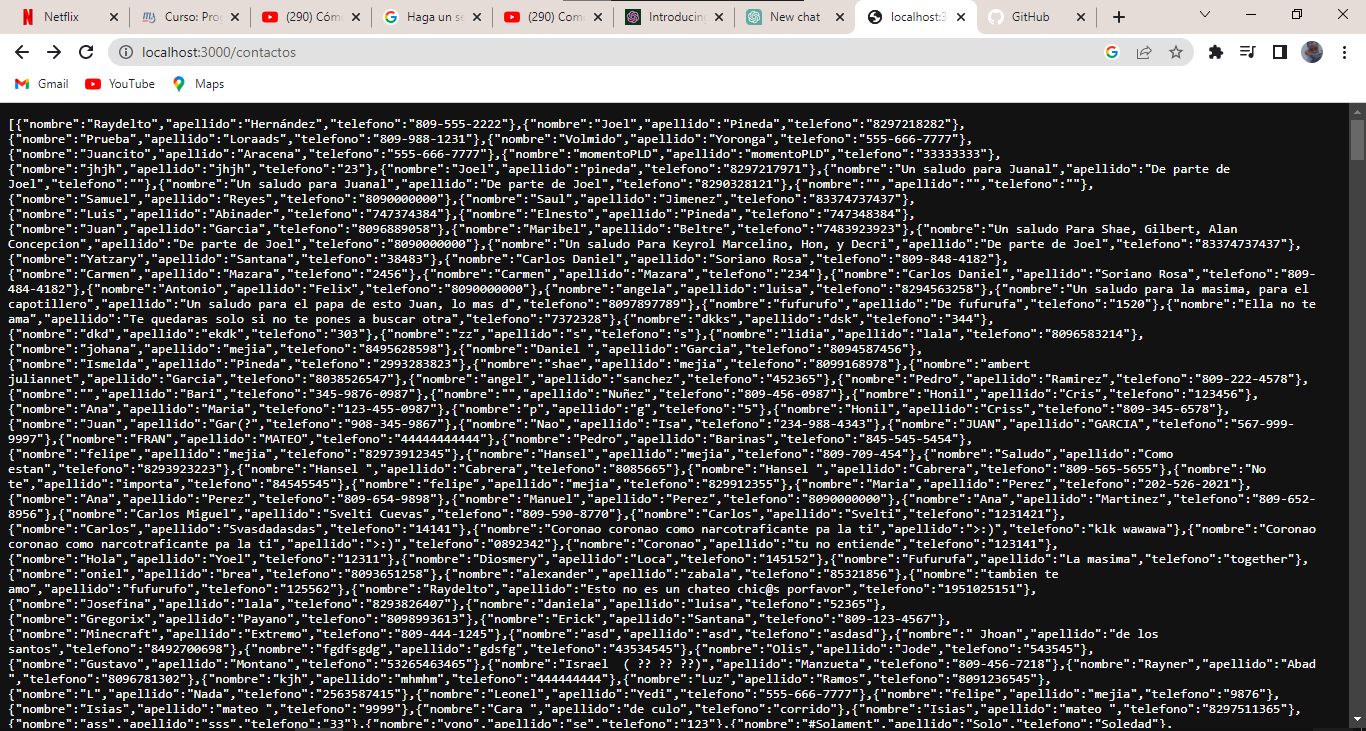 Netflix
Curso: Pro
(290) Cóm
Haga un se
(290) Com
Introducin
New chat
localhost:3
GitHub
localhost:3000/contactos
Gmail
YouTube
Maps
[{"nombre":"Raydelto","apellido":"Hernández","telefono":"809-555-2222"},{"nombre":"Joel","apellido":"Pineda","telefono":"8297218282"},
{"nombre":"Prueba","apellido":"Loraads","telefono":"809-988-1231"},{"nombre":"Volmido","apellido":"Yoronga","telefono":"555-666-7777"},
{"nombre":"Juancito","apellido":"Aracena","telefono":"555-666-7777"},{"nombre":"momentoPLD","apellido":"momentoPLD","telefono":"33333333"},
{"nombre":"jhjh","apellido":"jhjh","telefono":"23"},{"nombre":"Joel","apellido":"pineda","telefono":"8297217971"},{"nombre":"Un saludo para Juanal","apellido":"De parte de
Joel","telefono":""},{"nombre":"Un saludo para Juanal","apellido":"De parte de Joel","telefono":"8290328121"},{"nombre":"","apellido":"","telefono":""},
{"nombre":"Samuel","apellido":"Reyes","telefono":"8090000000"},{"nombre":"Saul","apellido":"Jimenez","telefono":"83374737437"},
{"nombre":"Luis","apellido":"Abinader","telefono":"747374384"},{"nombre":"Elnesto","apellido":"Pineda","telefono":"747348384"},
{"nombre":"Juan","apellido":"Garcia","telefono":"8096889058"},{"nombre":"Maribel","apellido":"Beltre","telefono":"7483923923"},{"nombre":"Un saludo Para Shae, Gilbert, Alan
Concepcion","apellido":"De parte de Joel","telefono":"8090000000"},{"nombre":"Un saludo Para Keyrol Marcelino, Hon, y Decri","apellido":"De parte de Joel","telefono":"83374737437"},
{"nombre":"Yatzary","apellido":"Santana","telefono":"38483"},{"nombre":"Carlos Daniel","apellido":"Soriano Rosa","telefono":"809-848-4182"},
{"nombre":"Carmen","apellido":"Mazara","telefono":"2456"},{"nombre":"Carmen","apellido":"Mazara","telefono":"234"},{"nombre":"Carlos Daniel","apellido":"Soriano Rosa","telefono":"809-
484-4182"},{"nombre":"Antonio","apellido":"Felix","telefono":"8090000000"},{"nombre":"angela","apellido":"luisa","telefono":"8294563258"},{"nombre":"Un saludo para la masima, para el
capotillero","apellido":"Un saludo para el papa de esto Juan, lo mas d","telefono":"8097897789"},{"nombre":"fufurufo","apellido":"De fufurufa","telefono":"1520"},{"nombre":"Ella no te
ama","apellido":"Te quedaras solo si no te pones a buscar otra","telefono":"7372328"},{"nombre":"dkks","apellido":"dsk","telefono":"344"},
{"nombre":"dkd","apellido":"ekdk","telefono":"303"},{"nombre":"zz","apellido":"s","telefono":"s"},{"nombre":"lidia","apellido":"lala","telefono":"8096583214"},
{"nombre":"johana","apellido":"mejia","telefono":"8495628598"},{"nombre":"Daniel ","apellido":"Garcia","telefono":"8094587456"},
{"nombre":"Ismelda","apellido":"Pineda","telefono":"2993283823"},{"nombre":"shae","apellido":"mejia","telefono":"8099168978"},{"nombre":"ambert
juliannet","apellido":"Garcia","telefono":"8038526547"},{"nombre":"angel","apellido":"sanchez","telefono":"452365"},{"nombre":"Pedro","apellido":"Ramirez","telefono":"809-222-4578"},
{"nombre":"","apellido":"Bari","telefono":"345-9876-0987"},{"nombre":"","apellido":"Nuñez","telefono":"809-456-0987"},{"nombre":"Honil","apellido":"Cris","telefono":"123456"},
{"nombre":"Ana","apellido":"Maria","telefono":"123-455-0987"},{"nombre":"p","apellido":"g","telefono":"5"},{"nombre":"Honil","apellido":"Criss","telefono":"809-345-6578"},
{"nombre":"Juan","apellido":"Gar(?","telefono":"908-345-9867"},{"nombre":"Nao","apellido":"Isa","telefono":"234-988-4343"},{"nombre":"JUAN","apellido":"GARCIA","telefono":"567-999-
9997"},{"nombre":"FRAN","apellido":"MATEO","telefono":"44444444444"},{"nombre":"Pedro","apellido":"Barinas","telefono":"845-545-5454"},
{"nombre":"felipe","apellido":"mejia","telefono":"82973912345"},{"nombre":"Hansel","apellido":"mejia","telefono":"809-709-454"},{"nombre":"Saludo","apellido":"Como
estan","telefono":"8293923223"},{"nombre":"Hansel ","apellido":"Cabrera","telefono":"8085665"},{"nombre":"Hansel ","apellido":"Cabrera","telefono":"809-565-5655"},{"nombre":"No
te","apellido":"importa","telefono":"84545545"},{"nombre":"felipe","apellido":"mejia","telefono":"829912355"},{"nombre":"Maria","apellido":"Perez","telefono":"202-526-2021"},
{"nombre":"Ana","apellido":"Perez","telefono":"809-654-9898"},{"nombre":"Manuel","apellido":"Perez","telefono":"8090000000"},{"nombre":"Ana","apellido":"Martinez","telefono":"809-652-
8956"},{"nombre":"Carlos Miguel","apellido":"Svelti Cuevas","telefono":"809-590-8770"},{"nombre":"Carlos","apellido":"Svelti","telefono":"1231421"},
{"nombre":"Carlos","apellido":"Svasdadasdas","telefono":"14141"},{"nombre":"Coronao coronao como narcotraficante pa la ti","apellido":">:)","telefono":"klk wawawa"},{"nombre":"Coronao
coronao como narcotraficante pa la ti","apellido":">:)","telefono":"0892342"},{"nombre":"Coronao","apellido":"tu no entiende","telefono":"123141"},
{"nombre":"Hola","apellido":"Yoel","telefono":"12311"},{"nombre":"Diosmery","apellido":"Loca","telefono":"145152"},{"nombre":"Fufurufa","apellido":"La masima","telefono":"together"},
{"nombre":"oniel","apellido":"brea","telefono":"8093651258"},{"nombre":"alexander","apellido":"zabala","telefono":"85321856"},{"nombre":"tambien te
amo","apellido":"fufurufo","telefono":"125562"},{"nombre":"Raydelto","apellido":"Esto no es un chateo chic@s porfavor","telefono":"1951025151"},
{"nombre":"Josefina","apellido":"lala","telefono":"8293826407"},{"nombre":"daniela","apellido":"luisa","telefono":"52365"},
{"nombre":"Gregorix","apellido":"Payano","telefono":"8098993613"},{"nombre":"Erick","apellido":"Santana","telefono":"809-123-4567"},
{"nombre":"Minecraft","apellido":"Extremo","telefono":"809-444-1245"},{"nombre":"asd","apellido":"asd","telefono":"asdasd"},{"nombre":" Jhoan","apellido":"de los
santos","telefono":"8492700698"},{"nombre":"fgdfsgdg","apellido":"gdsfg","telefono":"43534545"},{"nombre":"Olis","apellido":"Jode","telefono":"543545"},
{"nombre":"Gustavo","apellido":"Montano","telefono":"53265463465"},{"nombre":"Israel  ( ?? ?? ??)","apellido":"Manzueta","telefono":"809-456-7218"},{"nombre":"Rayner","apellido":"Abad
","telefono":"8096781302"},{"nombre":"kjh","apellido":"mhmhm","telefono":"444444444"},{"nombre":"Luz","apellido":"Ramos","telefono":"8091236545"},
{"nombre":"L","apellido":"Nada","telefono":"2563587415"},{"nombre":"Leonel","apellido":"Yedi","telefono":"555-666-7777"},{"nombre":"felipe","apellido":"mejia","telefono":"9876"},
{"nombre":"Isias","apellido":"mateo ","telefono":"9999"},{"nombre":"Cara ","apellido":"de culo","telefono":"corrido"},{"nombre":"Isias","apellido":"mateo ","telefono":"8297511365"},
{"nombre":"ass","apellido":"sss","telefono":"33"},{"nombre":"yono","apellido":"se","telefono":"123"},{"nombre":"#Solament","apellido":"Solo","telefono":"Soledad"},